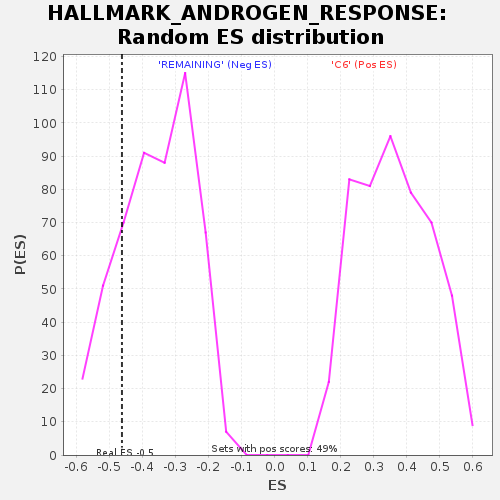 HALLMARK_ANDROGEN_RESPONSE:
Random ES distribution
'REMAINING' (Neg ES)
'C6' (Pos ES)
P(ES)
120
110
100
90
80
70
60
50
40
30
20
10
0
Real ES -0.5
Sets with pos scores: 49%
-0.6 -0.5 -0.4 -0.3 -0.2 -0.1 0.0 0.1 0.2 0.3 0.4 0.5 0.6
ES